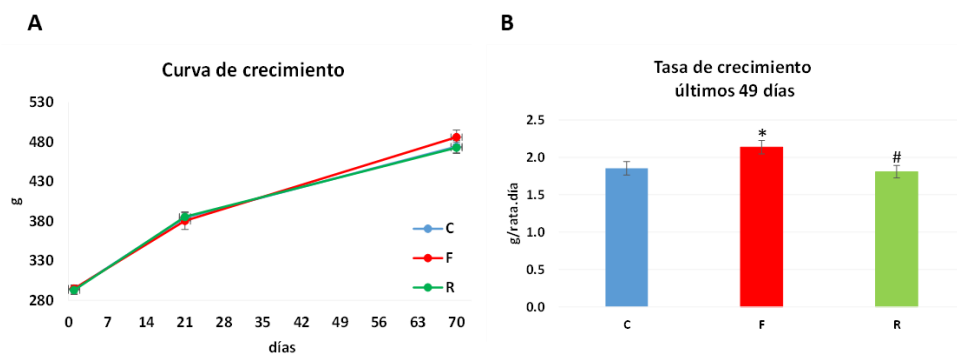 A
Curva de crecimiento
530
480
430
380
330
280
g
C
F
R
0 7 14 21 28 35 42 49 56 63 70
días
B
Tasa de crecimiento
últimos 49 días
2.5
2.0
1.5
1.0
0.5
0.0
g/rata.día
*
#
C F R